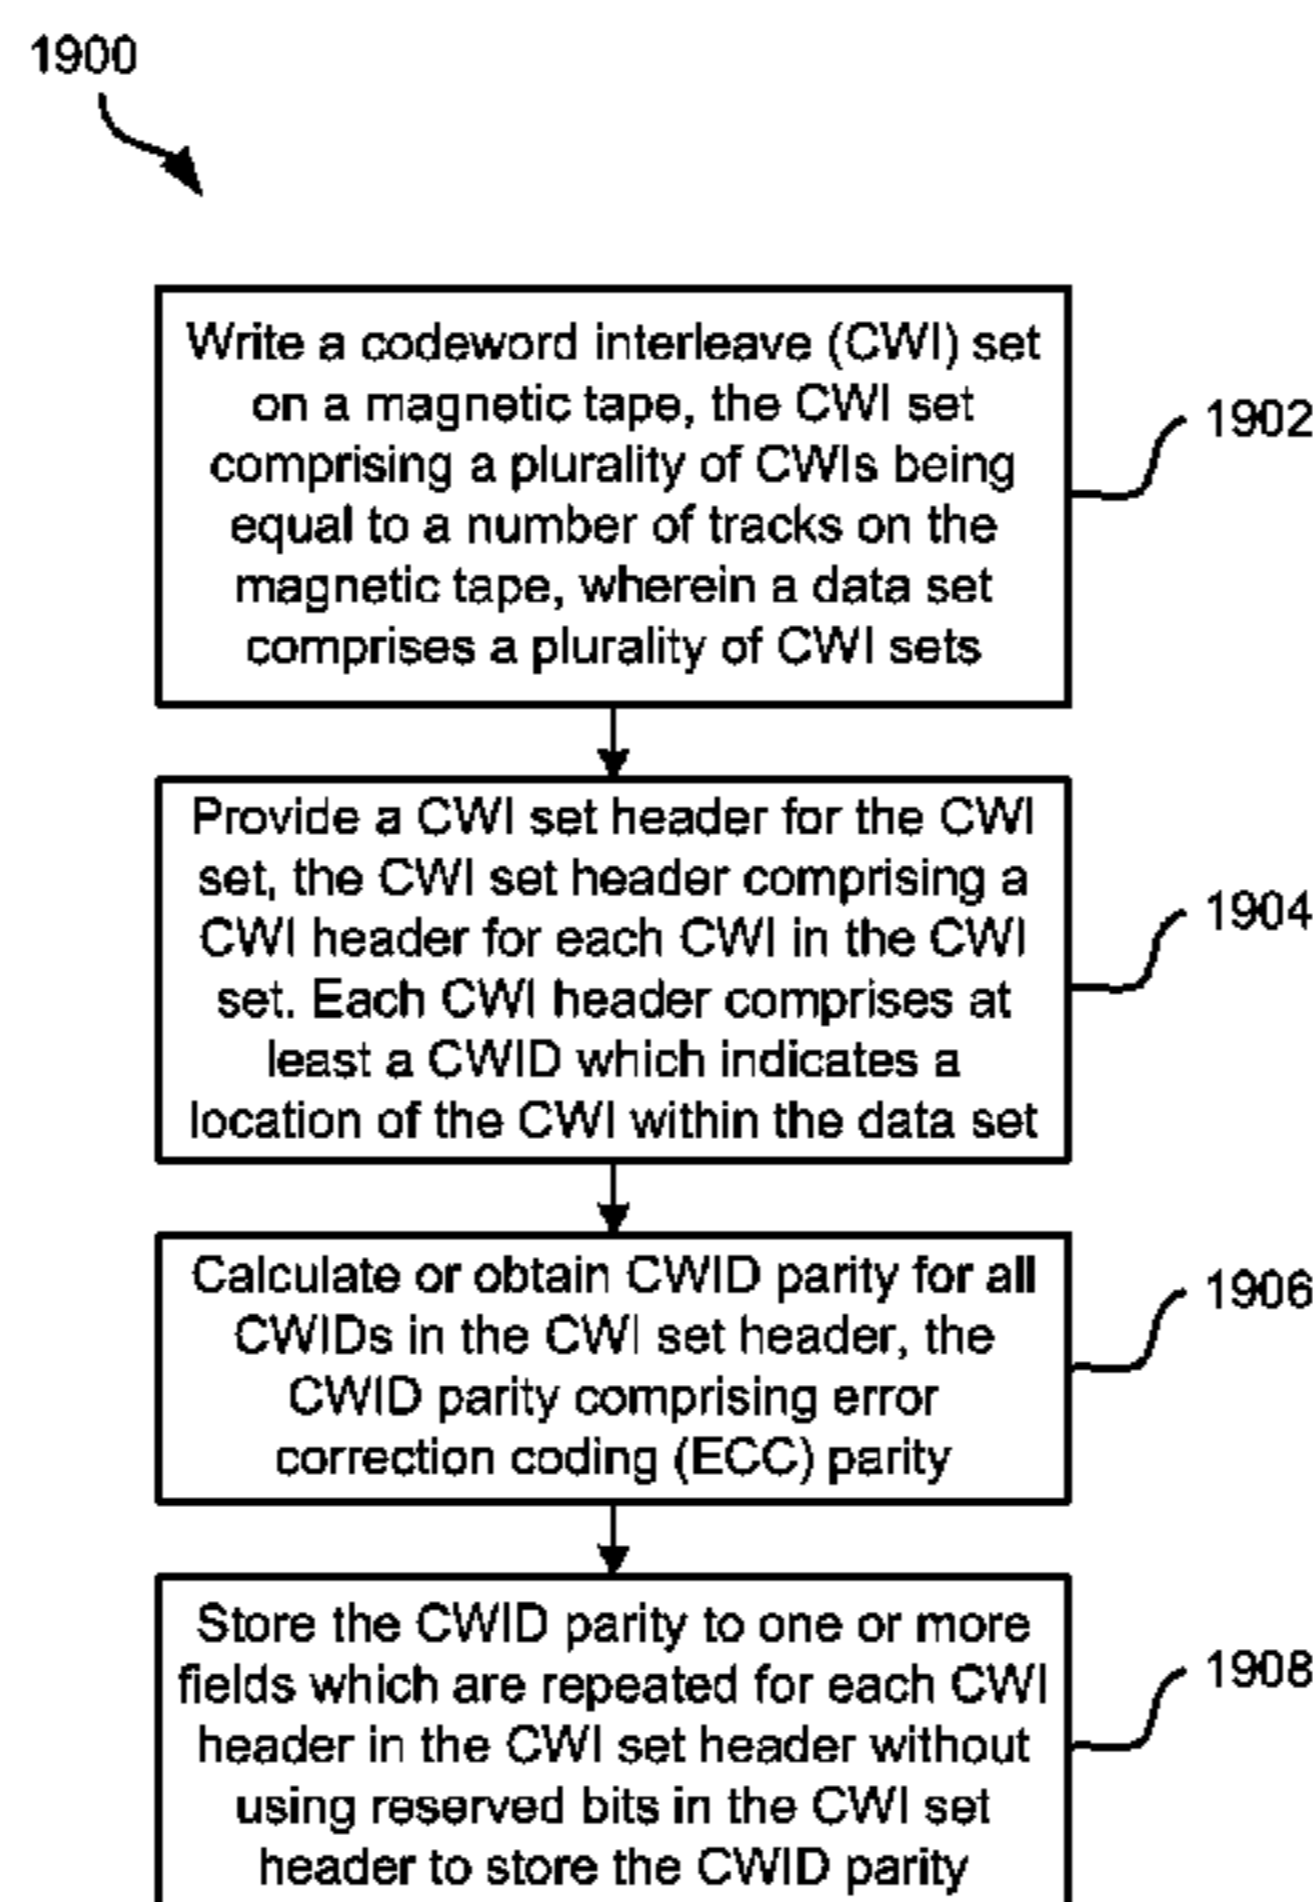 1900
Write a codeword interleave (CWI) set
on a magnetic tape, the CWI set
comprising a plurality of CWIs being
equal to a number of tracks on the
magnetic tape, wherein a data set
comprises a plurality of CWI sets
1902
Provide a CWI set header for the CWI
set, the CWI set header comprising a
CWI header for each CWI in the CWI
set. Each CWI header comprises at
least a CWID which indicates a
location of the CWI within the data set
1904
Calculate or obtain CWID parity for all
CWIDs in the CWI set header, the
CWID parity comprising error
correction coding (ECC) parity
1906
Store the CWID parity to one or more
fields which are repeated for each CWI
header in the CWI set header without
using reserved bits in the CWI set
header to store the CWID parity
1908